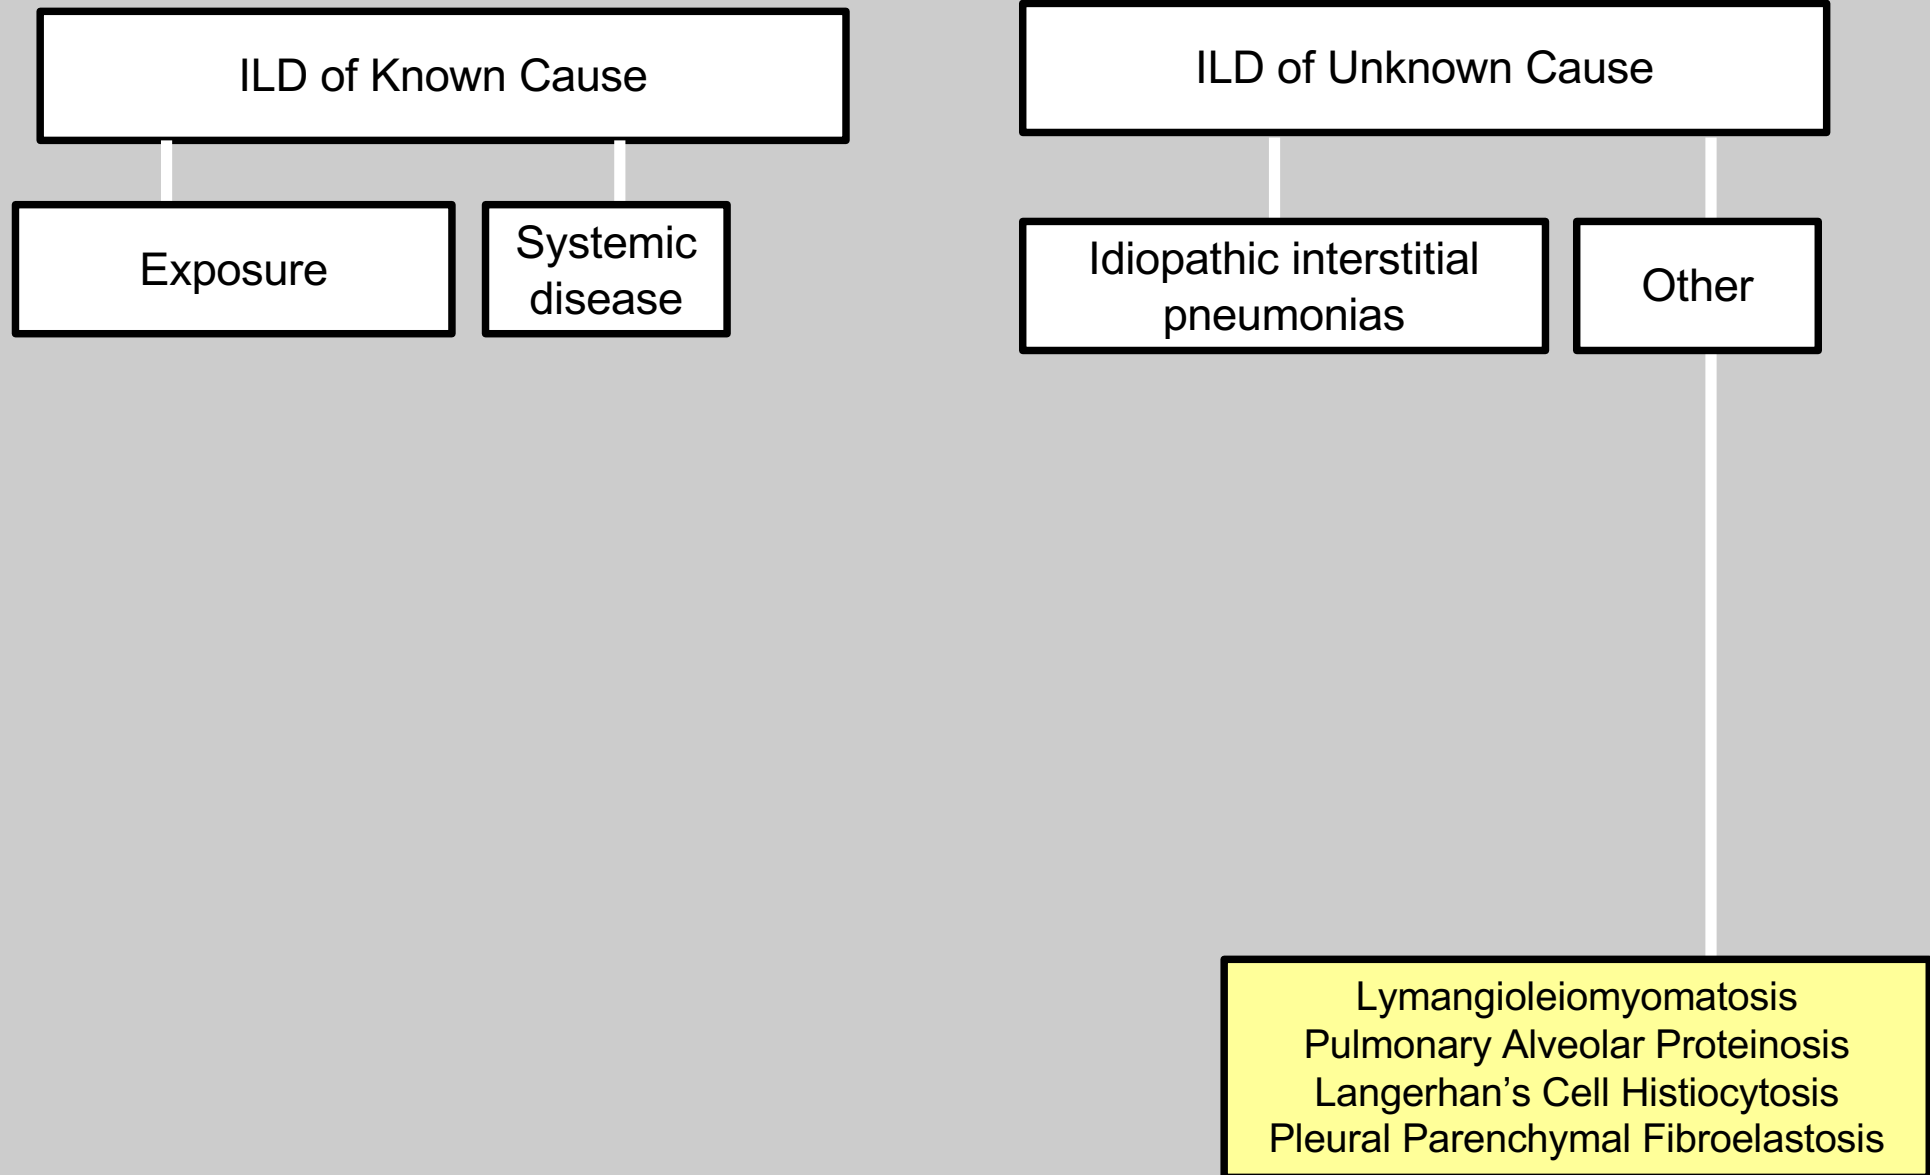 ILD of Known Cause
ILD of Unknown Cause
Exposure
Systemic
disease
Idiopathic interstitial
pneumonias
Other
Lymangioleiomyomatosis
Pulmonary Alveolar Proteinosis
Langerhan’s Cell Histiocytosis
Pleural Parenchymal Fibroelastosis